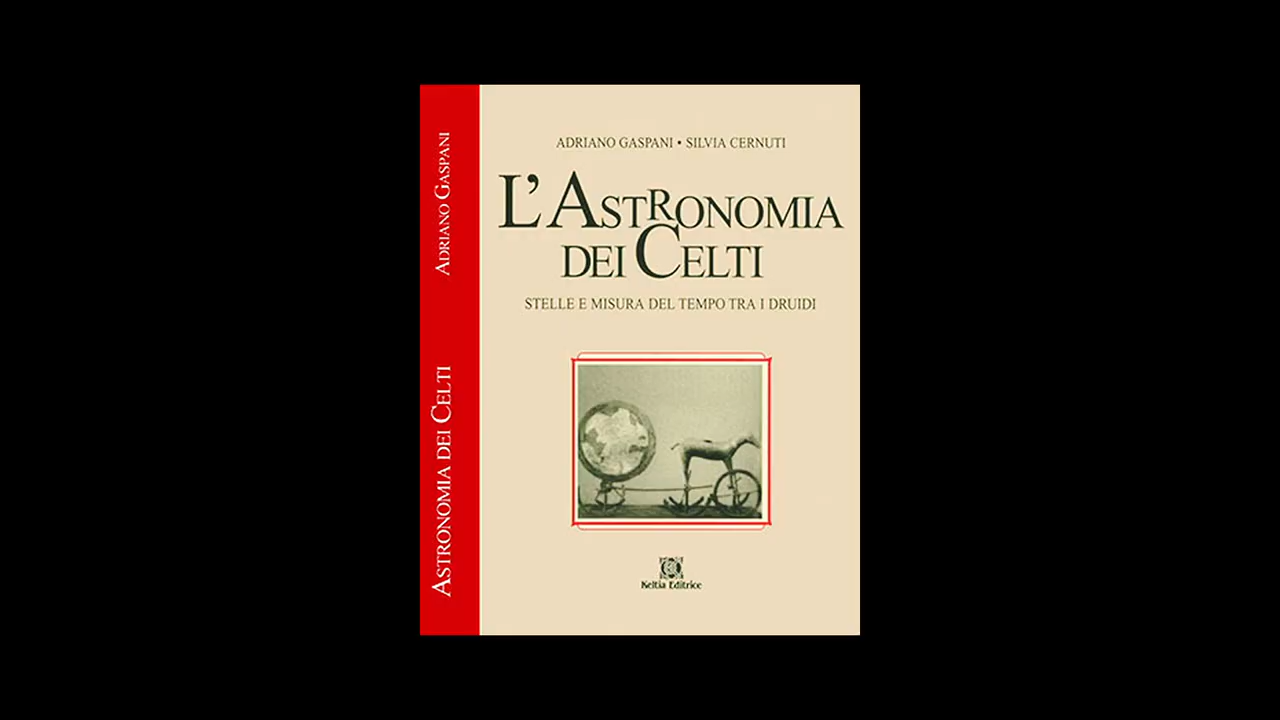 ADRIANO GASPANI
ASTRONOMIA DEI CELTI
ADRIANO GASPANI • SILVIA CERNUTI
L'ASTRONOMIA
DEI CELTI
STELLE E MISURA DEL TEMPO TRA I DRUIDI
Keltia Editrice